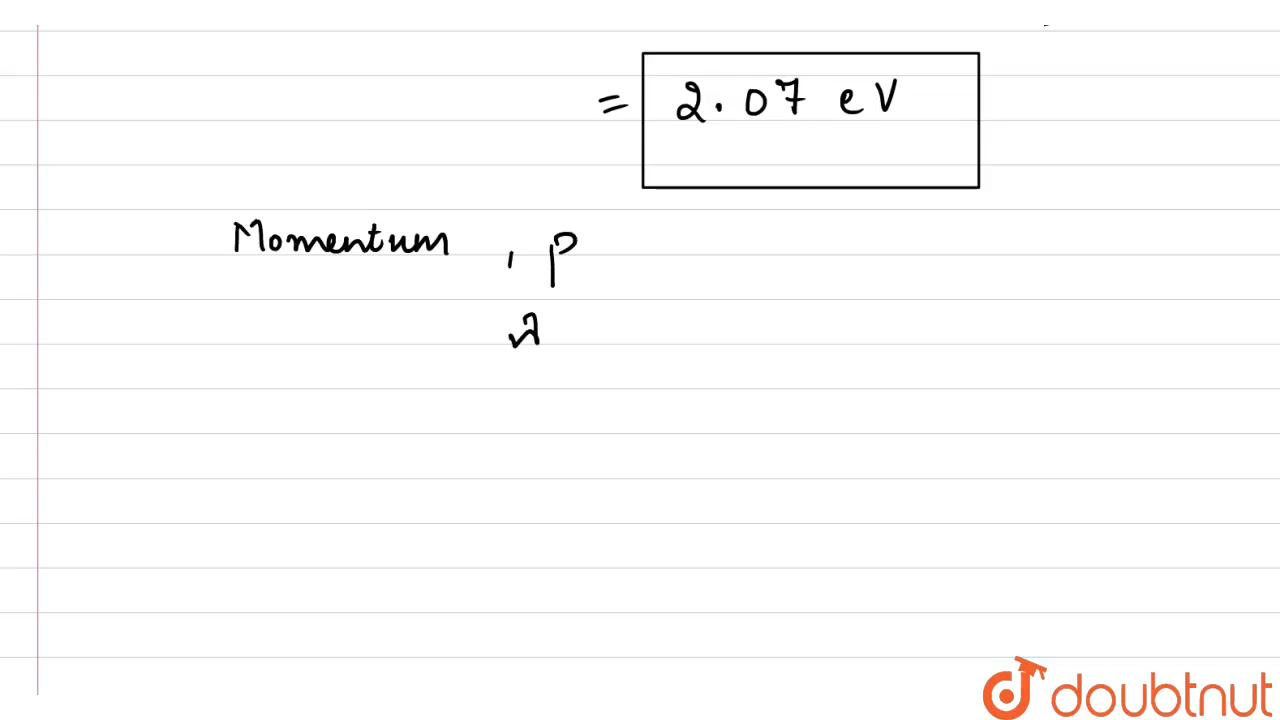 = 2.07 eV
Momentum , p
doubtnut